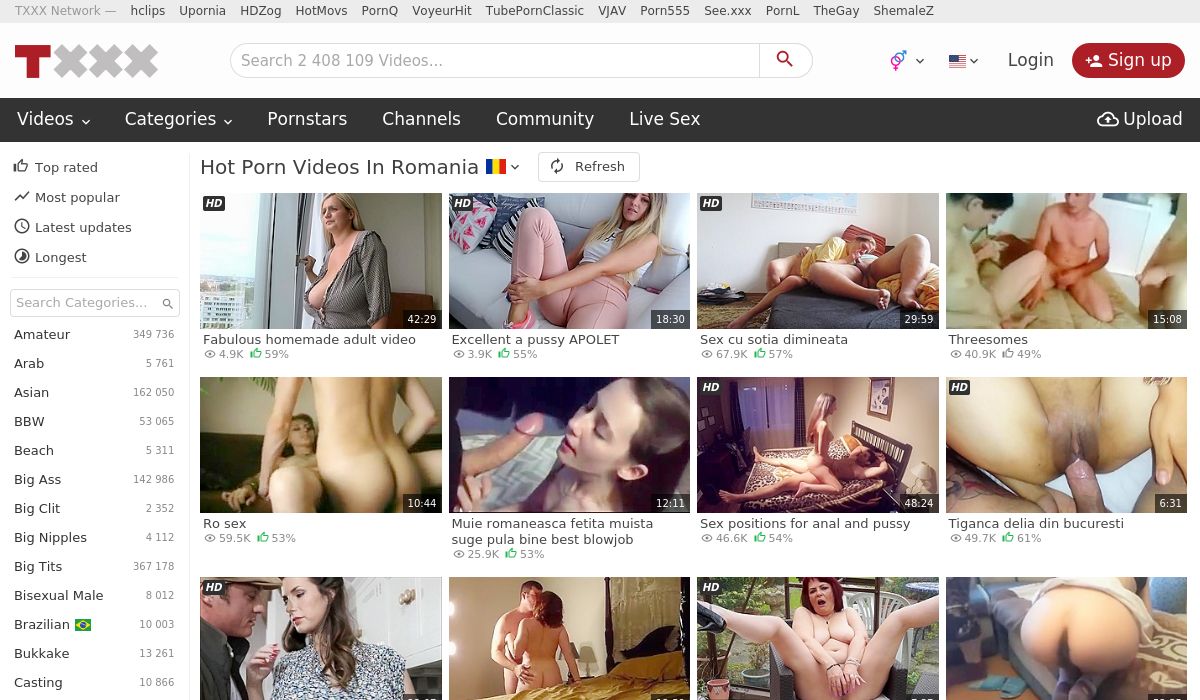 TXXX Network — hclips Upornia HDZog HotMovs PornQ VoyeurHit TubePornClassic VJAV Porn555 See.xxx PornL TheGay ShemaleZ
TXXX Search 2 408 109 Videos... Login Sign up
Videos Categories Pornstars Channels Community Live Sex Upload
Top rated
Most popular
Latest updates
Longest
Search Categories...
Amateur 349 736
Arab 5 761
Asian 162 050
BBW 53 065
Beach 5 311
Big Ass 142 986
Big Clit 2 352
Big Nipples 4 112
Big Tits 367 178
Bisexual Male 8 012
Brazilian 10 003
Bukkake 13 261
Casting 10 866
Hot Porn Videos In Romania Refresh
HD HD HD
42:29 18:30 29:59 15:08
Fabulous homemade adult video Excellent a pussy APOLET Sex cu sotia dimineata Threesomes
4.9K 59% 3.9K 55% 67.9K 57% 40.9K 49%
HD HD
10:44 12:11 48:24 6:31
Ro sex Muie romaneasca fetita muista Sex positions for anal and pussy Tiganca delia din bucuresti
suge pula bine best blowjob
59.5K 53% 46.6K 54% 49.7K 61%
25.9K 53%
HD HD